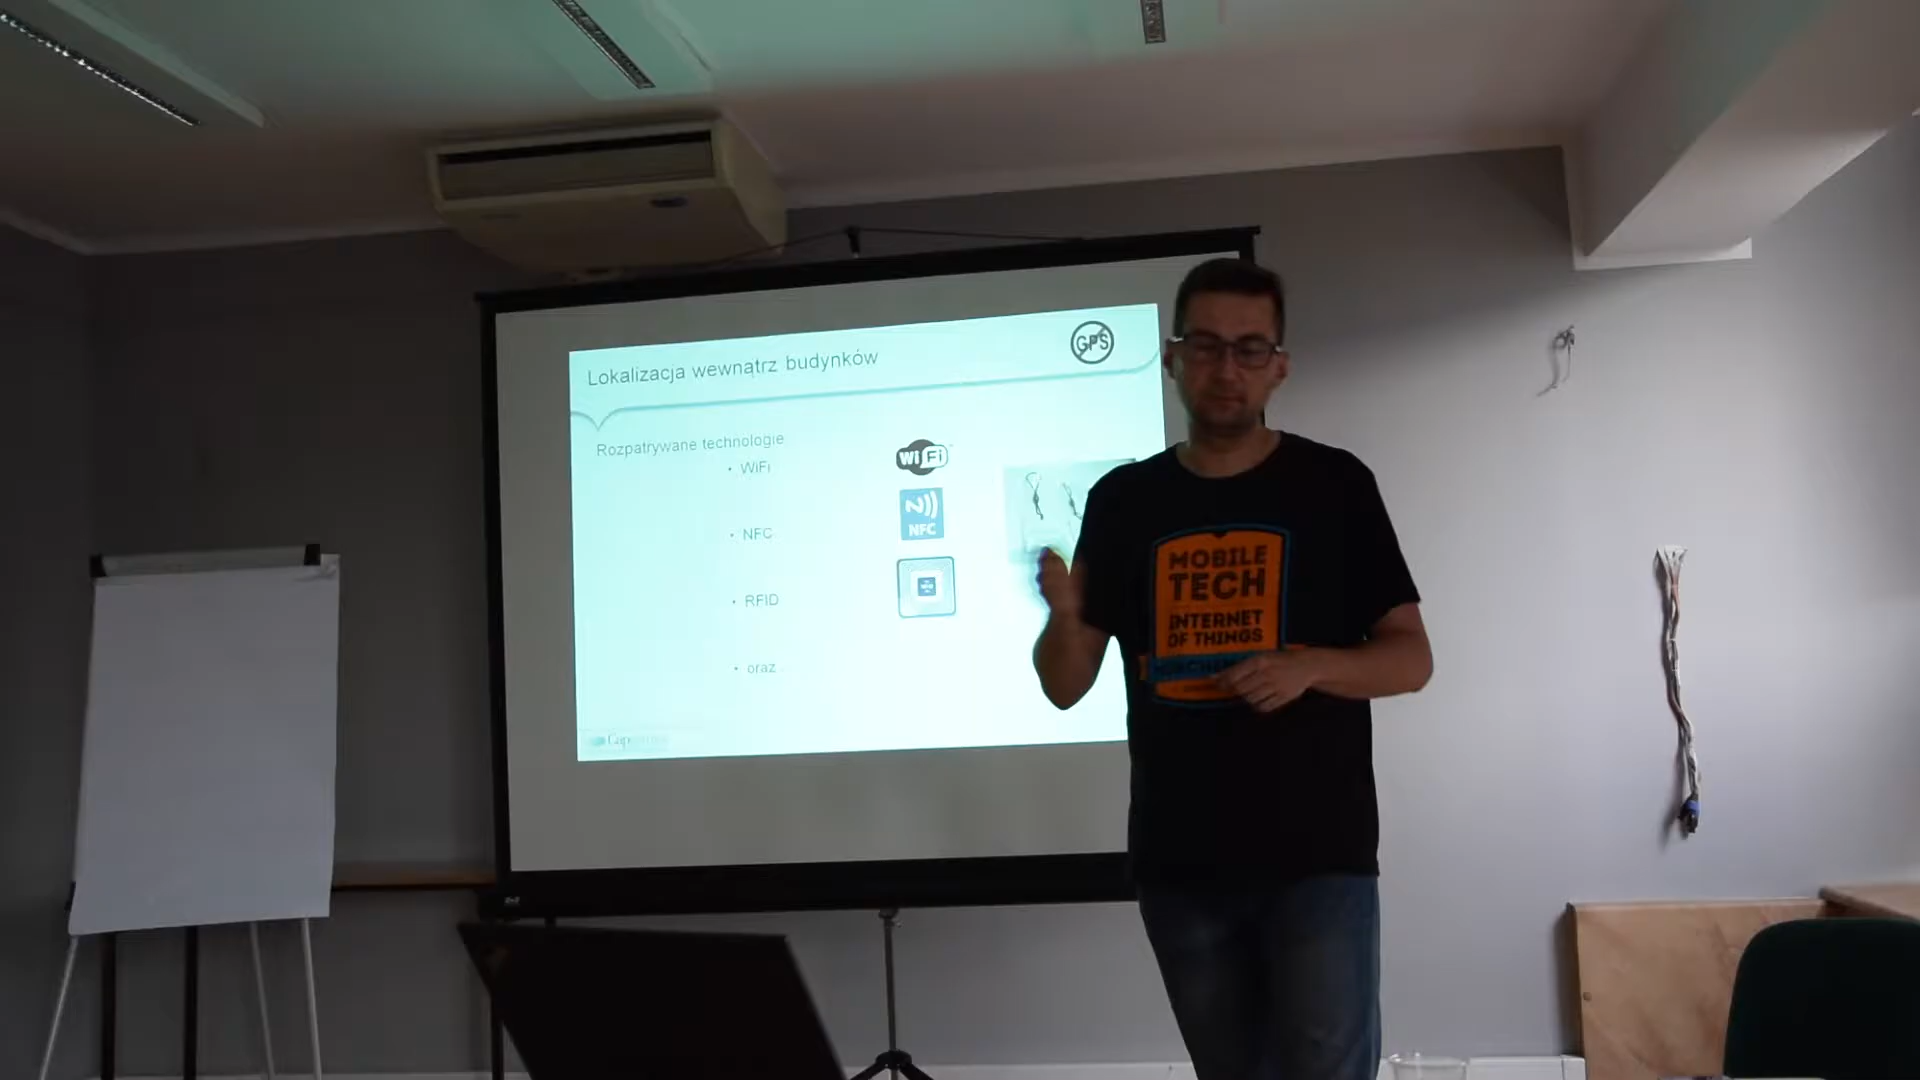 Lokalizacja wewnątrz budynków
GPS
Rozpatrywane technologie
• WiFi
Wi Fi
• NFC
NFC
• RFID
• oraz
MOBILE
TECH
INTERNET
OF THINGS